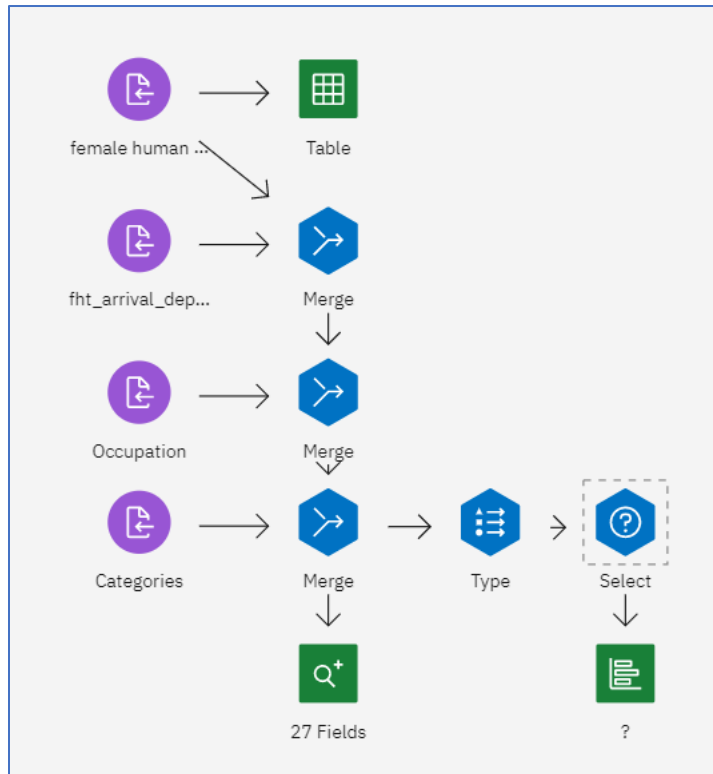 female human ...
Table
fht_arrival_dep...
Merge
Occupation
Merge
Categories
Merge
Type
Select
27 Fields
?